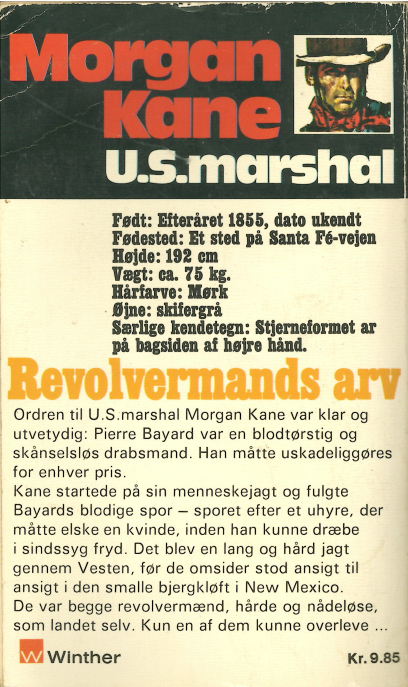 Morgan
Kane
U.S.marshal
Født: Efteråret 1855, dato ukendt
Fødested: Et sted på Santa Fé-vejen
Højde: 192 cm
Vægt: ca. 75 kg.
Hårfarve: Mørk
Øjne: skifergrå
Særlige kendetegn: Stjerneformet ar
på bagsiden af højre hånd.
Revolvermands arv
Ordren til U.S.marshal Morgan Kane var klar og
utvetydig: Pierre Bayard var en blodtørstig og
skånselsløs drabsmand. Han måtte uskadeliggøres
for enhver pris.
Kane startede på sin menneskejagt og fulgte
Bayards blodige spor – sporet efter et uhyre, der
måtte elske en kvinde, inden han kunne dræbe
i sindssyg fryd. Det blev en lang og hård jagt
gennem Vesten, før de omsider stod ansigt til
ansigt i den smalle bjergkløft i New Mexico.
De var begge revolvermænd, hårde og nådeløse,
som landet selv. Kun en af dem kunne overleve ...
W Winther
Kr. 9.85